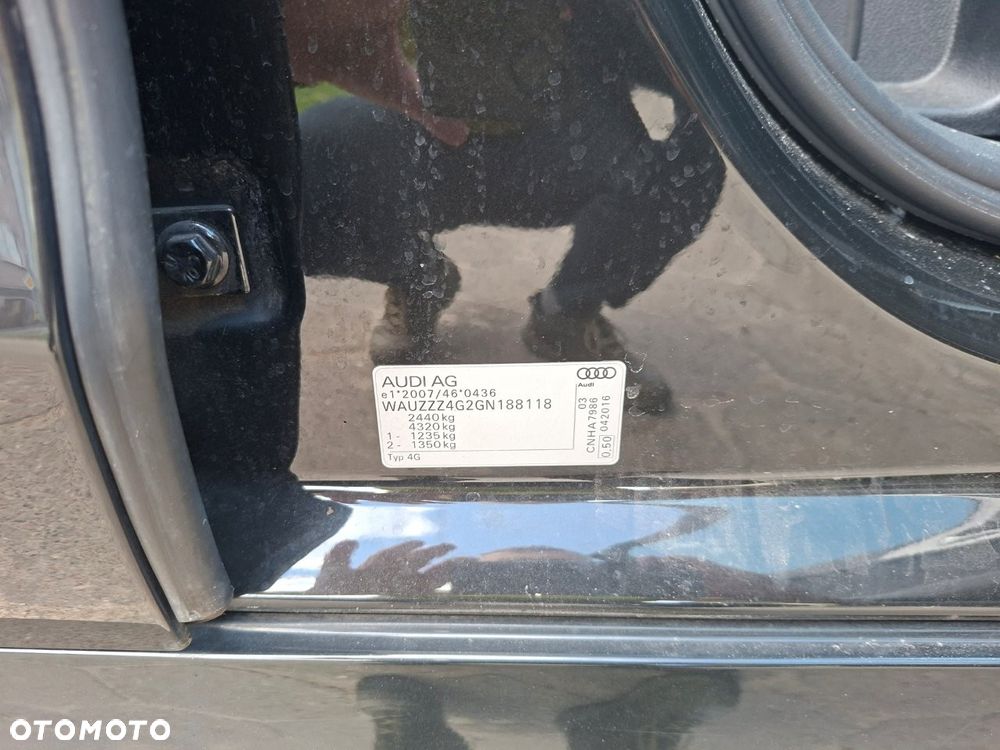 AUDI AG
e1*2007/46*0436
WAUZZZ4G2GN188118
2440kg
4320kg
1 - 1235kg
2 - 1350kg
Typ 4G
Audi
03
CNHA7986
0.50 042016
OTOMOTO